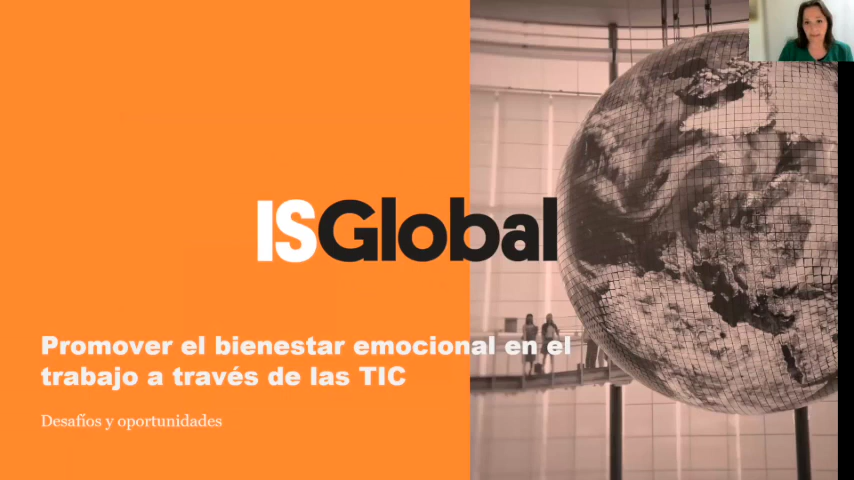 ISGlobal
Promover el bienestar emocional en el
trabajo a través de las TIC
Desafíos y oportunidades